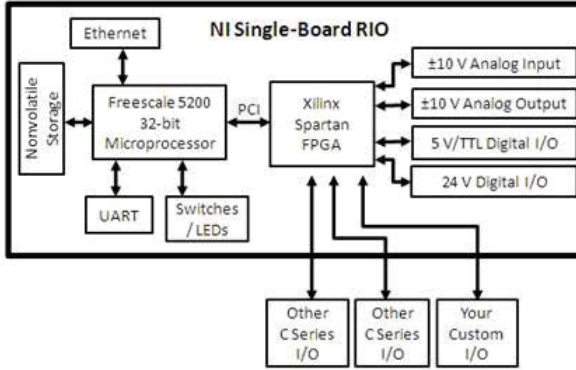 NI Single-Board RIO
Ethernet
Nonvolatile
Storage
Freescale 5200
32-bit
Microprocessor
PCI
Xilinx
Spartan
FPGA
±10 V Analog Input
±10 V Analog Output
5 V/TTL Digital I/O
24 V Digital I/O
UART
Switches
/ LEDs
Other
C Series
I/O
Other
C Series
I/O
Your
Custom
I/O